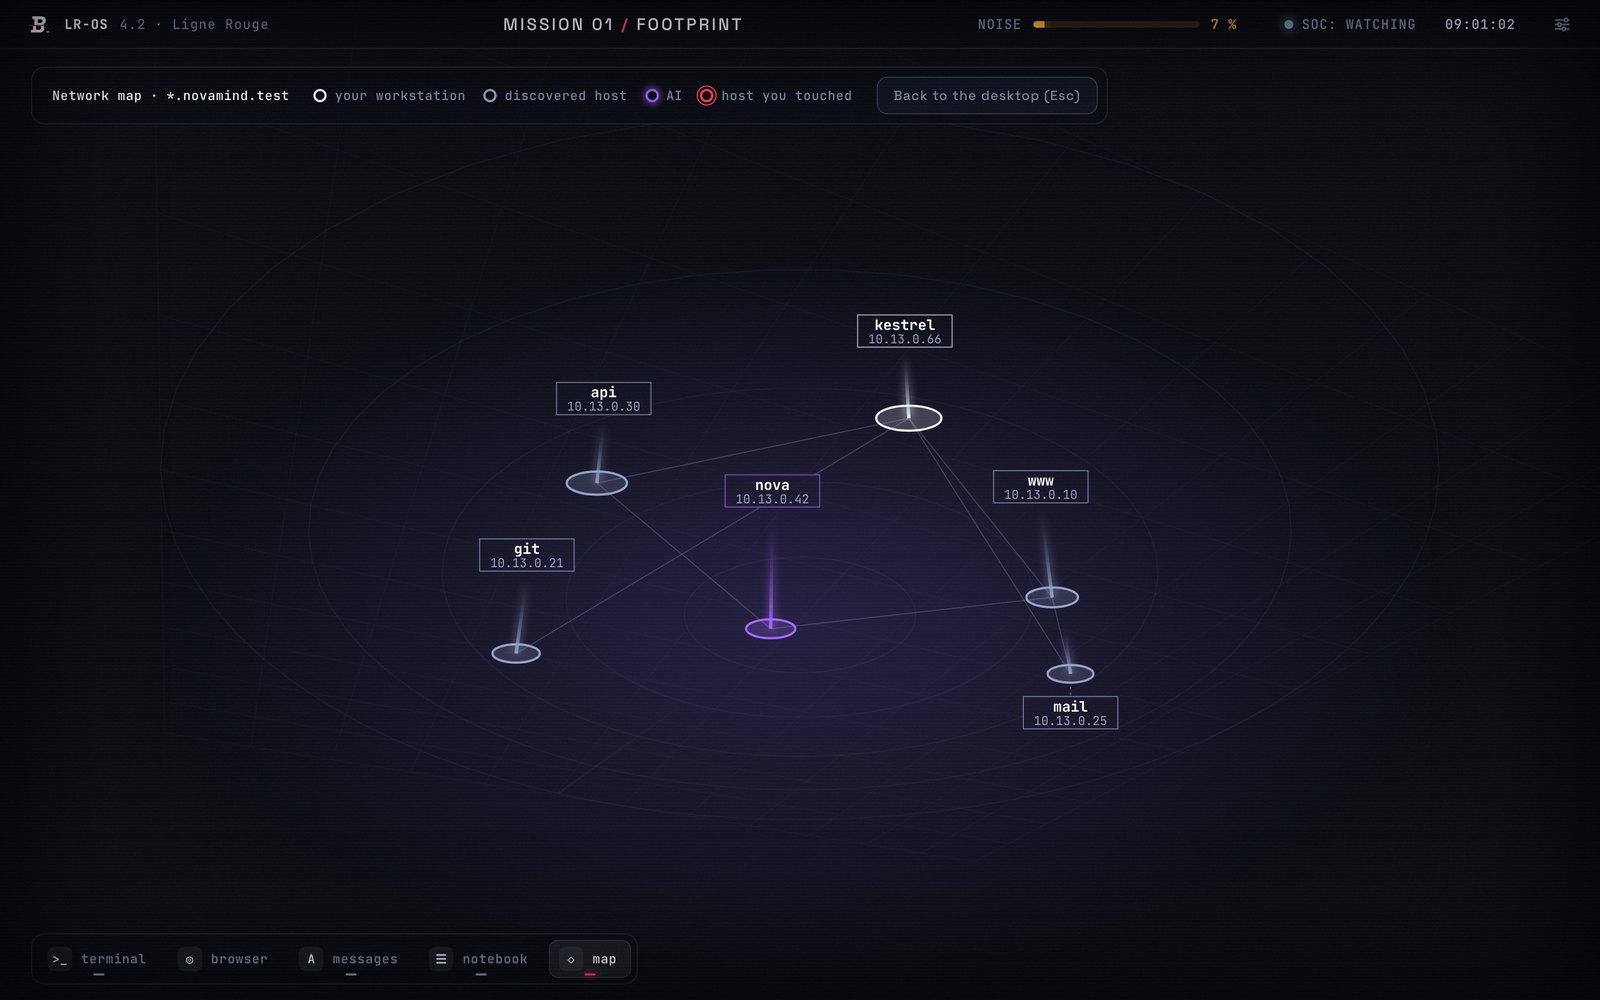 B LR-OS 4.2 · Ligne Rouge
MISSION 01 / FOOTPRINT
NOISE 7 %
SOC: WATCHING
09:01:02
Network map · *.novamind.test
your workstation
discovered host
AI
host you touched
Back to the desktop (Esc)
kestrel
10.13.0.66
api
10.13.0.30
nova
10.13.0.42
www
10.13.0.10
git
10.13.0.21
mail
10.13.0.25
>_ terminal
browser
A messages
notebook
map